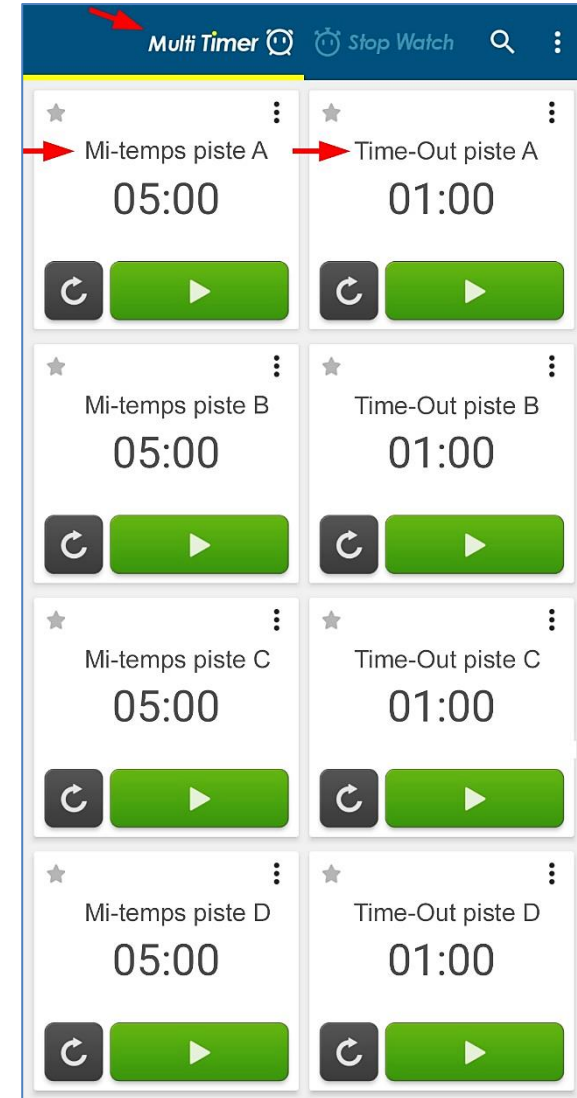 Multi Timer Stop Watch
Mi-temps piste A
05:00
Time-Out piste A
01:00
Mi-temps piste B
05:00
Time-Out piste B
01:00
Mi-temps piste C
05:00
Time-Out piste C
01:00
Mi-temps piste D
05:00
Time-Out piste D
01:00